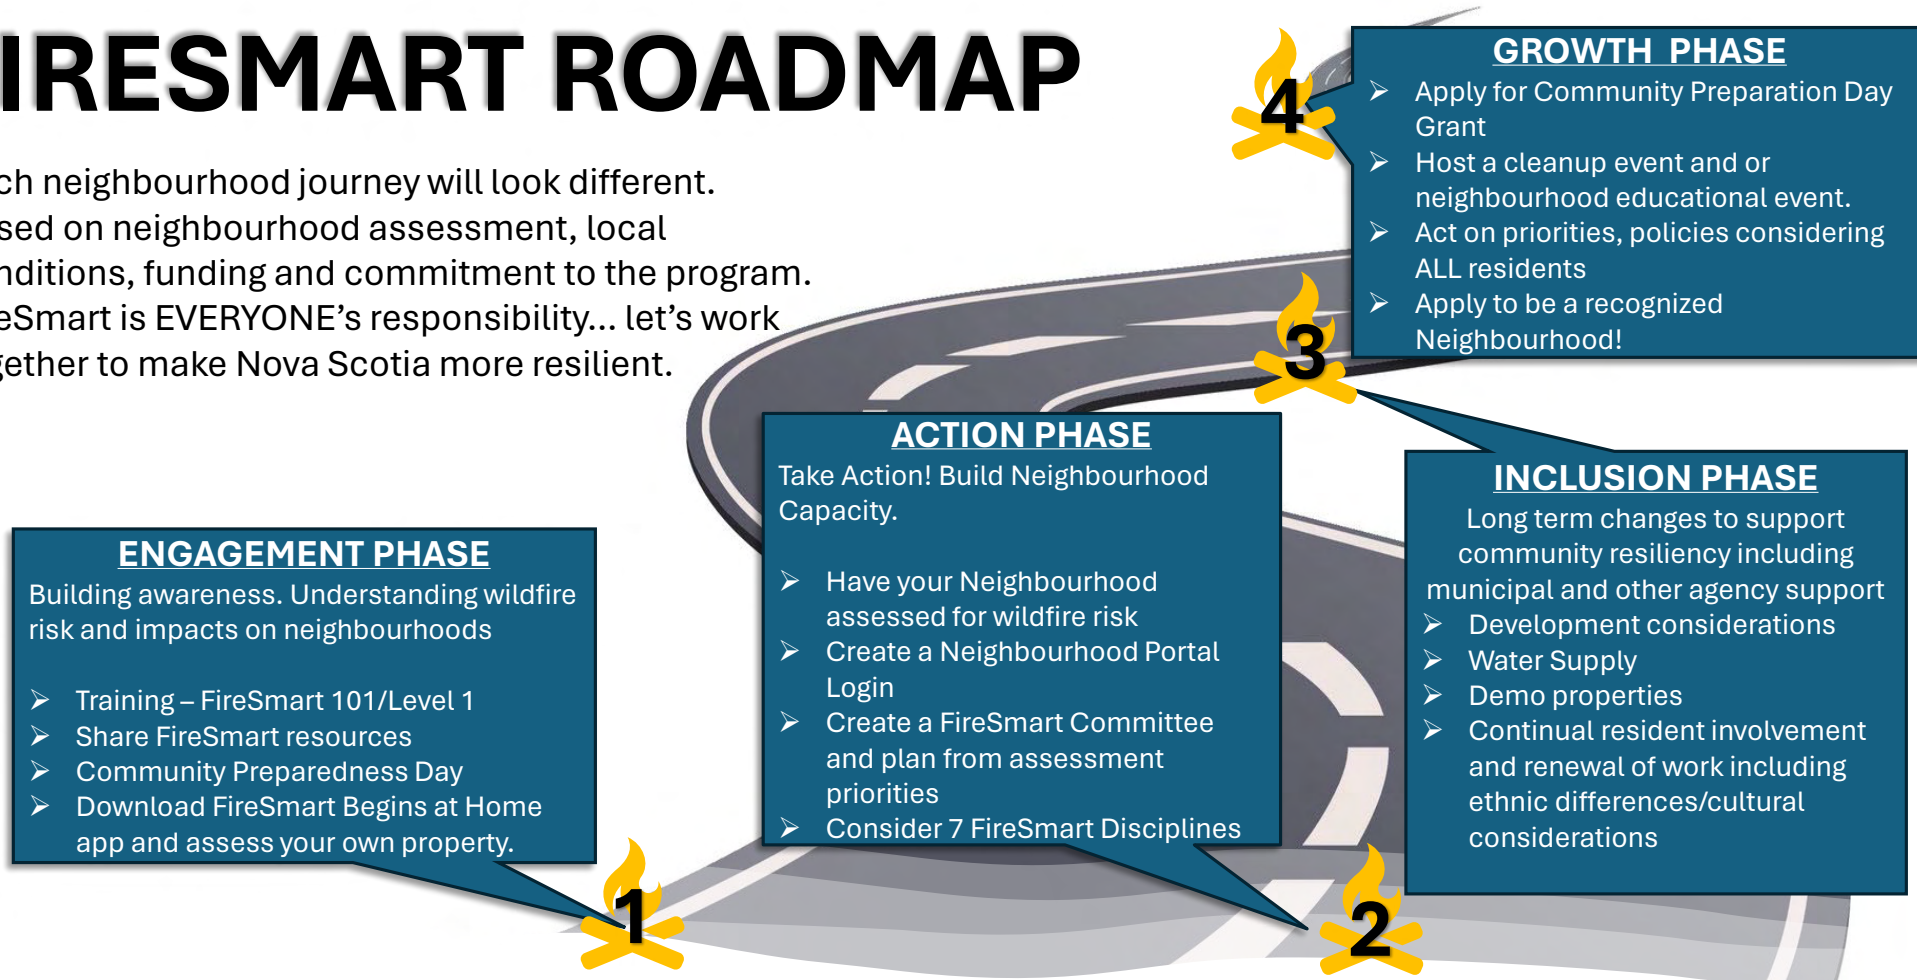 IRESMART ROADMAP
ch neighbourhood journey will look different.
sed on neighbourhood assessment, local
nditions, funding and commitment to the program.
eSmart is EVERYONE's responsibility… let's work
gether to make Nova Scotia more resilient.
ENGAGEMENT PHASE
Building awareness. Understanding wildfire
risk and impacts on neighbourhoods
➢ Training – FireSmart 101/Level 1
➢ Share FireSmart resources
➢ Community Preparedness Day
➢ Download FireSmart Begins at Home
app and assess your own property.
1
ACTION PHASE
Take Action! Build Neighbourhood
Capacity.
➢ Have your Neighbourhood
assessed for wildfire risk
➢ Create a Neighbourhood Portal
Login
➢ Create a FireSmart Committee
and plan from assessment
priorities
➢ Consider 7 FireSmart Disciplines
2
INCLUSION PHASE
Long term changes to support
community resiliency including
municipal and other agency support
➢ Development considerations
➢ Water Supply
➢ Demo properties
➢ Continual resident involvement
and renewal of work including
ethnic differences/cultural
considerations
3
GROWTH PHASE
➢ Apply for Community Preparation Day
Grant
➢ Host a cleanup event and or
neighbourhood educational event.
➢ Act on priorities, policies considering
ALL residents
➢ Apply to be a recognized
Neighbourhood!
4